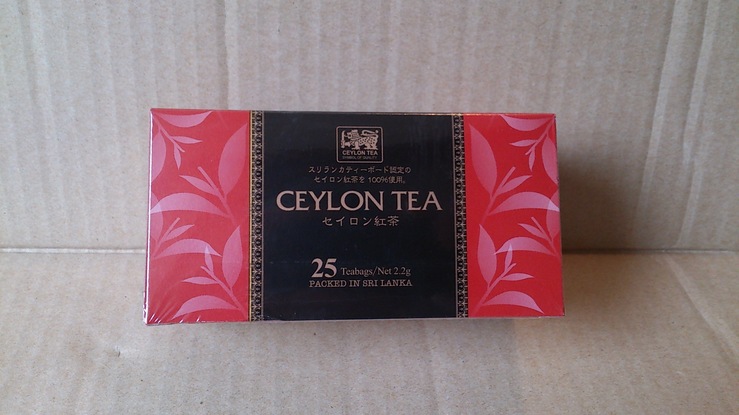 CEYLON TEA
SYMBOL OF QUALITY
スリランカティーボード認定の
セイロン紅茶を100%使用。
CEYLON TEA
セイロン紅茶
25 Teabags/Net 2.2g
PACKED IN SRI LANKA